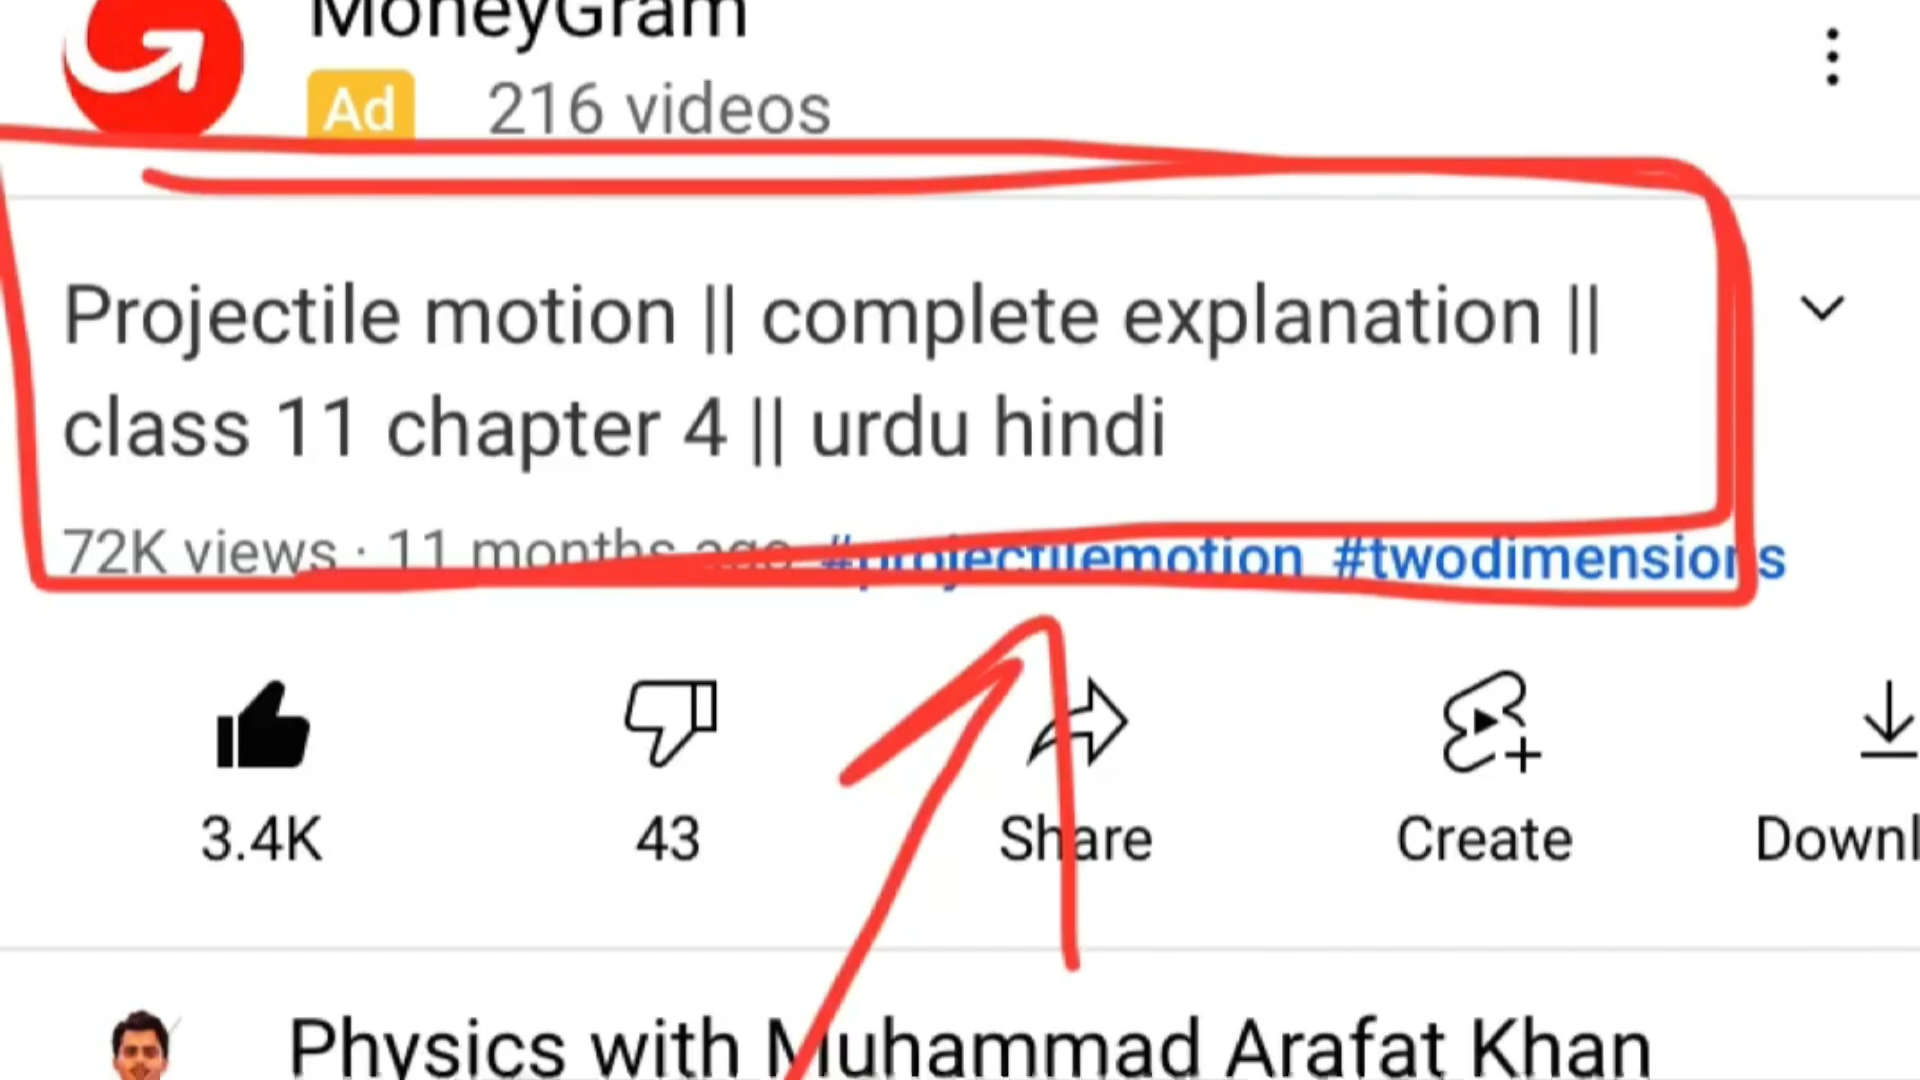 MoneyGram
Ad 216 videos
Projectile motion || complete explanation ||
class 11 chapter 4 || urdu hindi
72K views · 11 months ago #projectilemotion #twodimensions
3.4K 43 Share Create Downl
Physics with Muhammad Arafat Khan